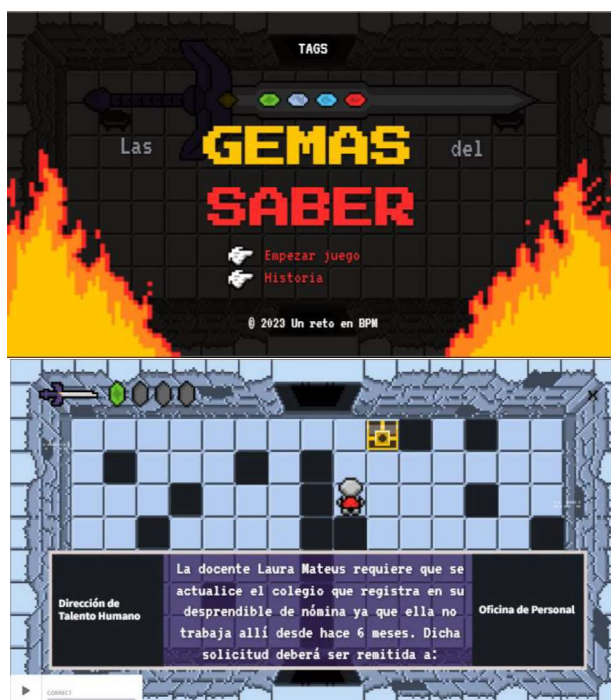 TAGS
Las GEMAS del
SABER
Empezar juego
Historia
@ 2023 Un reto en BPM
La docente Laura Mateus requiere que se
actualice el colegio que registra en su
desprendible de nómina ya que ella no
trabaja allí desde hace 6 meses. Dicha
solicitud deberá ser remitida a:
Dirección de
Talento Humano
Oficina de Personal
CORRECT